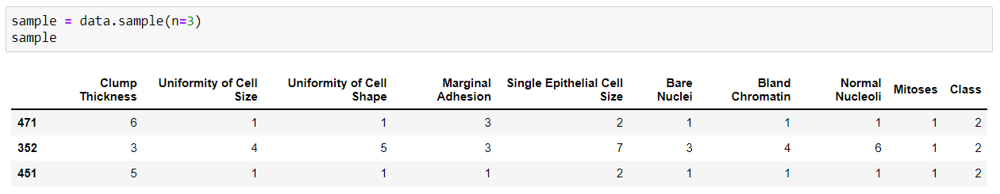 sample = data.sample(n=3)
sample
Clump Thickness Uniformity of Cell Size Uniformity of Cell Shape Marginal Adhesion Single Epithelial Cell Size Bare Nuclei Bland Chromatin Normal Nucleoli Mitoses Class
471 6 1 1 3 2 1 1 1 1 2
352 3 4 5 3 7 3 4 6 1 2
451 5 1 1 1 2 1 1 1 1 2